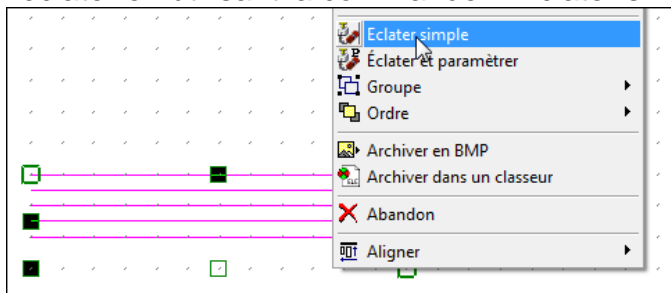 Eclater simple
Éclater et paramètrer
Groupe
Ordre
Archiver en BMP
Archiver dans un classeur
Abandon
Aligner